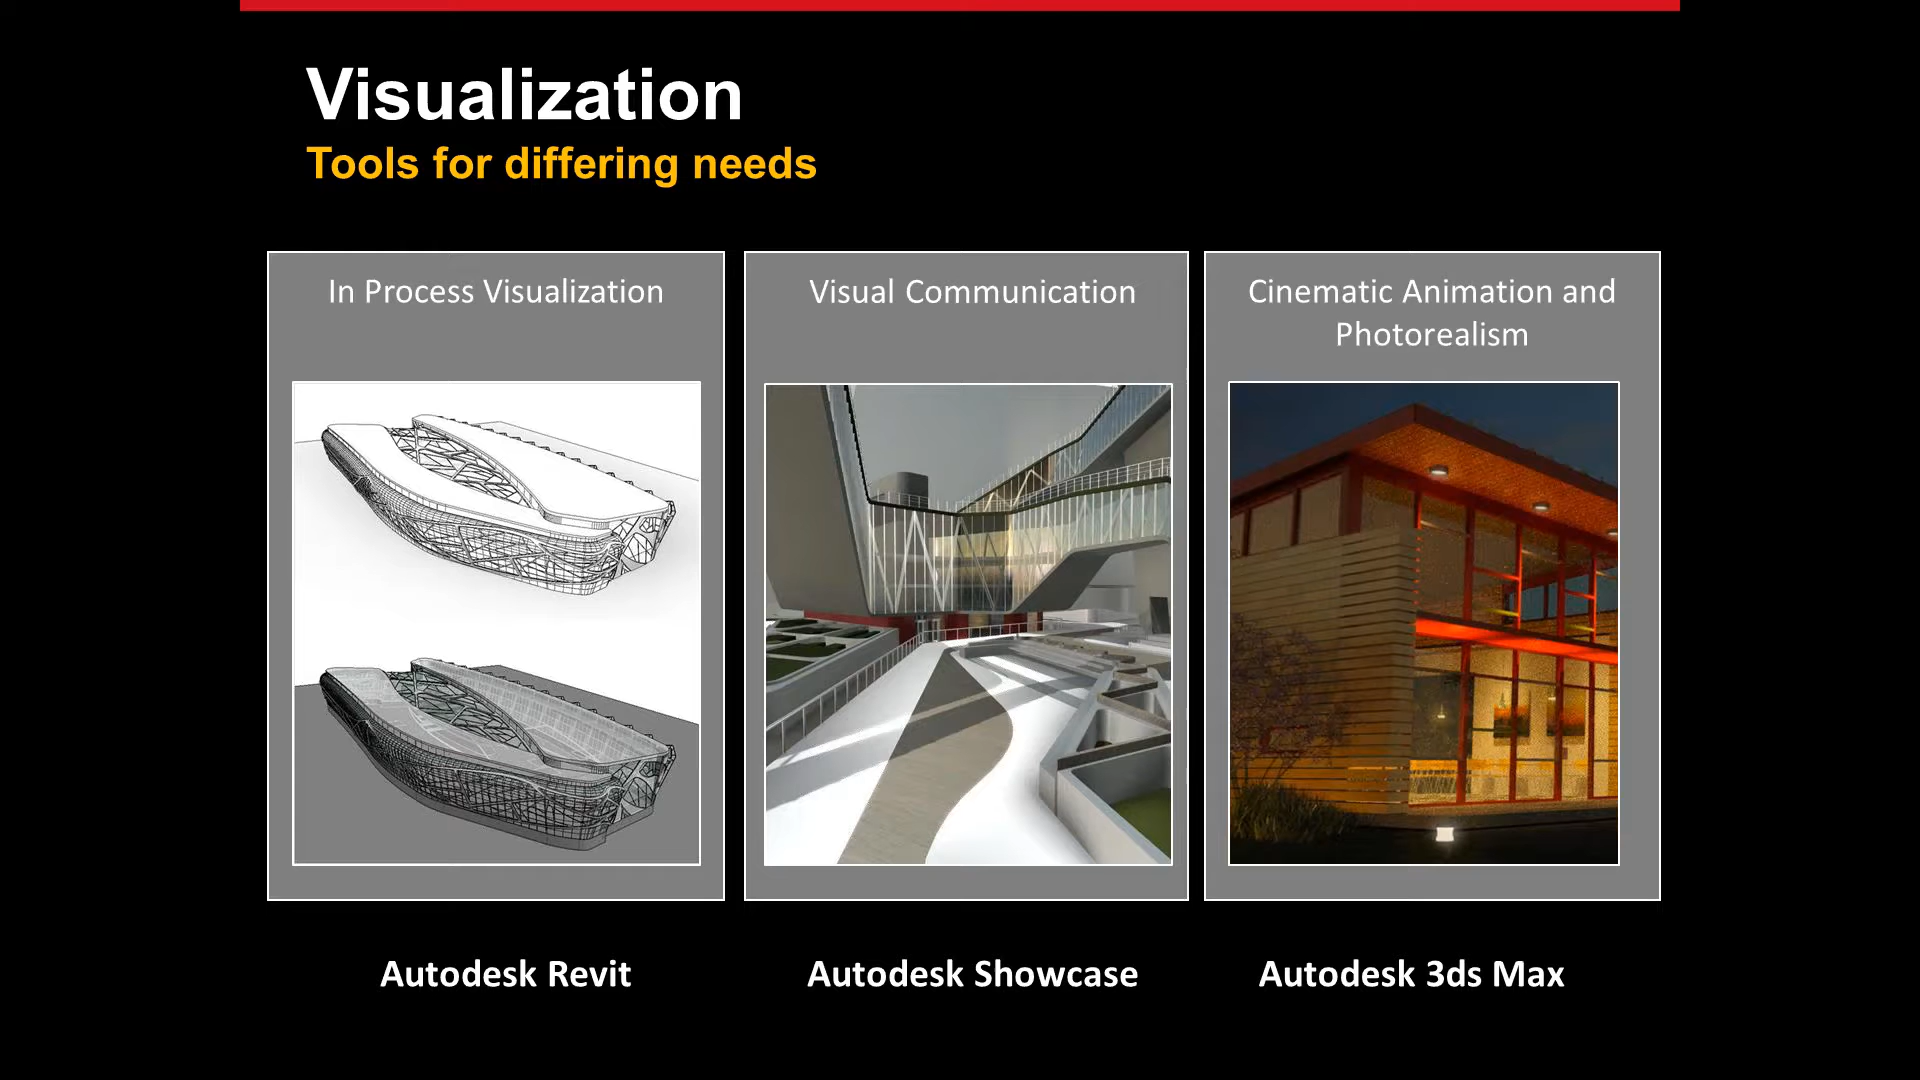 Visualization
Tools for differing needs
In Process Visualization
Visual Communication
Cinematic Animation and
Photorealism
Autodesk Revit
Autodesk Showcase
Autodesk 3ds Max